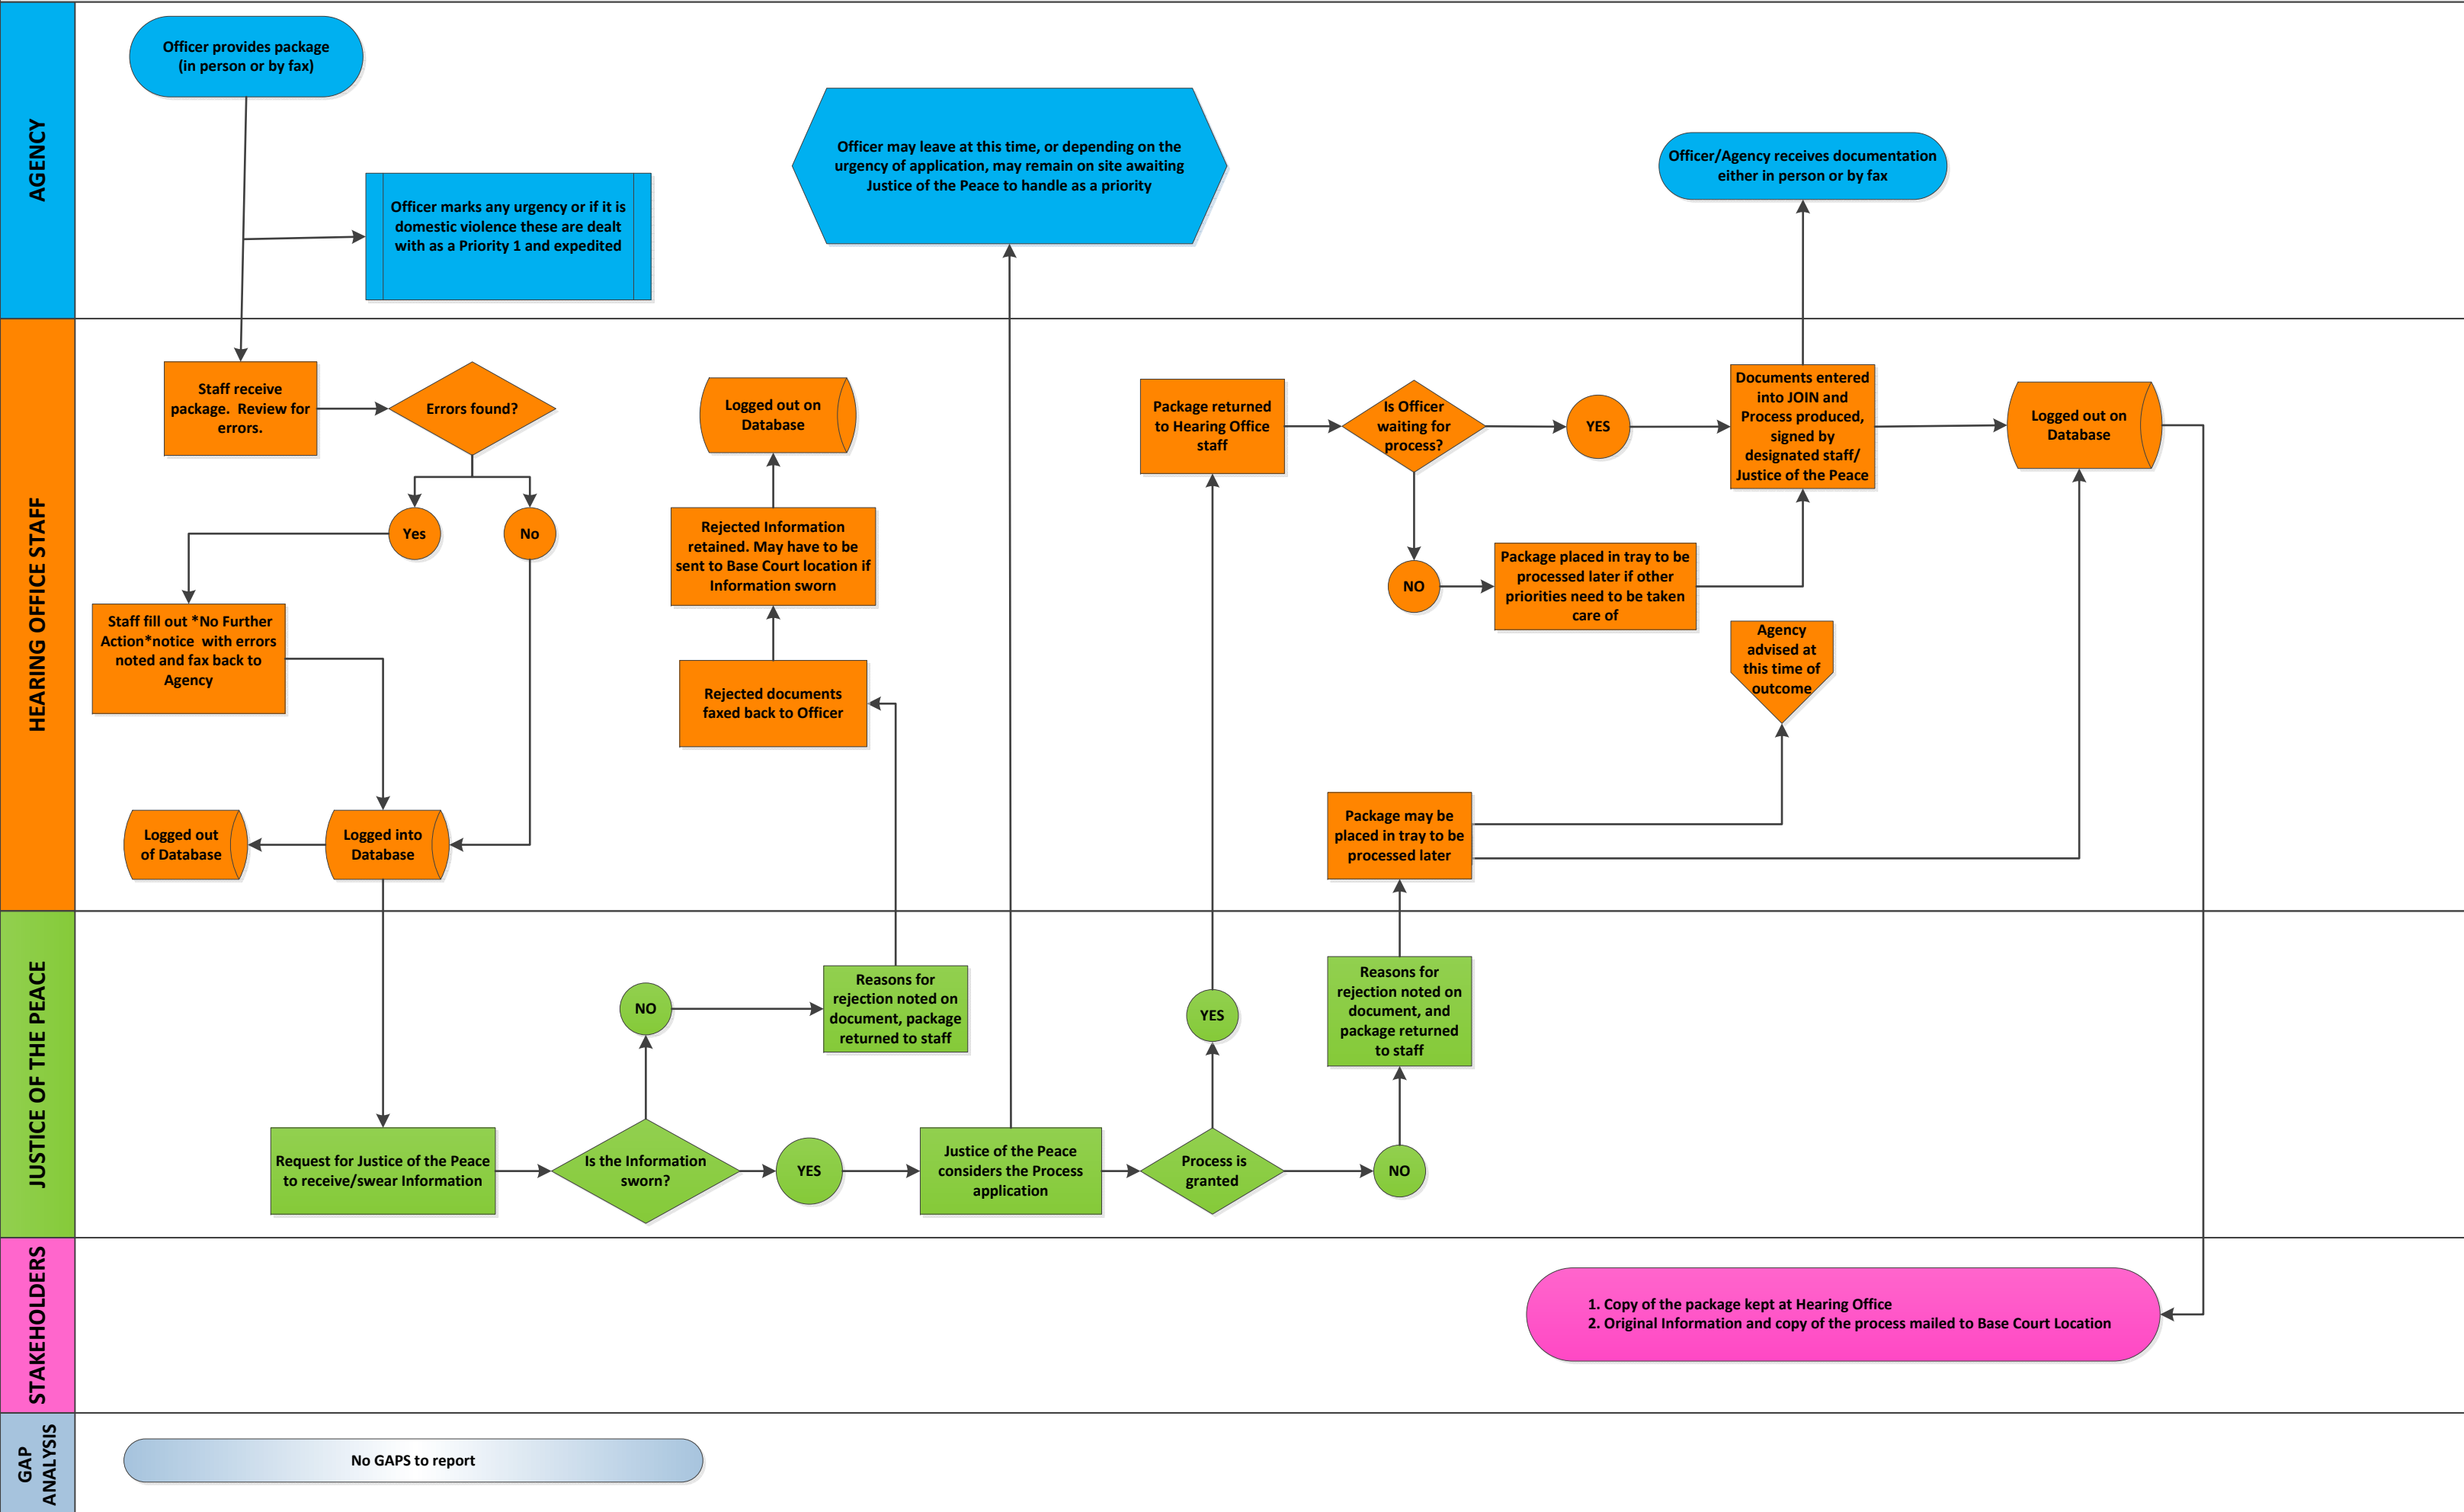 AGENCY
Officer provides package
(in person or by fax)
Officer marks any urgency or if it is
domestic violence these are dealt
with as a Priority 1 and expedited
Officer may leave at this time, or depending on the
urgency of application, may remain on site awaiting
Justice of the Peace to handle as a priority
Officer/Agency receives documentation
either in person or by fax
HEARING OFFICE STAFF
Staff receive
package.  Review for
errors.
Errors found?
Yes
No
Staff fill out *No Further
Action*notice  with errors
noted and fax back to
Agency
Logged out
of Database
Logged into
Database
Logged out on
Database
Rejected Information
retained. May have to be
sent to Base Court location if
Information sworn
Rejected documents
faxed back to Officer
Package returned
to Hearing Office
staff
Is Officer
waiting for
process?
YES
NO
Package placed in tray to be
processed later if other
priorities need to be taken
care of
Documents entered
into JOIN and
Process produced,
signed by
designated staff/
Justice of the Peace
Logged out on
Database
Agency
advised at
this time of
outcome
Package may be
placed in tray to be
processed later
JUSTICE OF THE PEACE
Request for Justice of the Peace
to receive/swear Information
Is the Information
sworn?
NO
Reasons for
rejection noted on
document, package
returned to staff
YES
Justice of the Peace
considers the Process
application
Process is
granted
YES
NO
Reasons for
rejection noted on
document, and
package returned
to staff
STAKEHOLDERS
1. Copy of the package kept at Hearing Office
2. Original Information and copy of the process mailed to Base Court Location
GAP
ANALYSIS
No GAPS to report